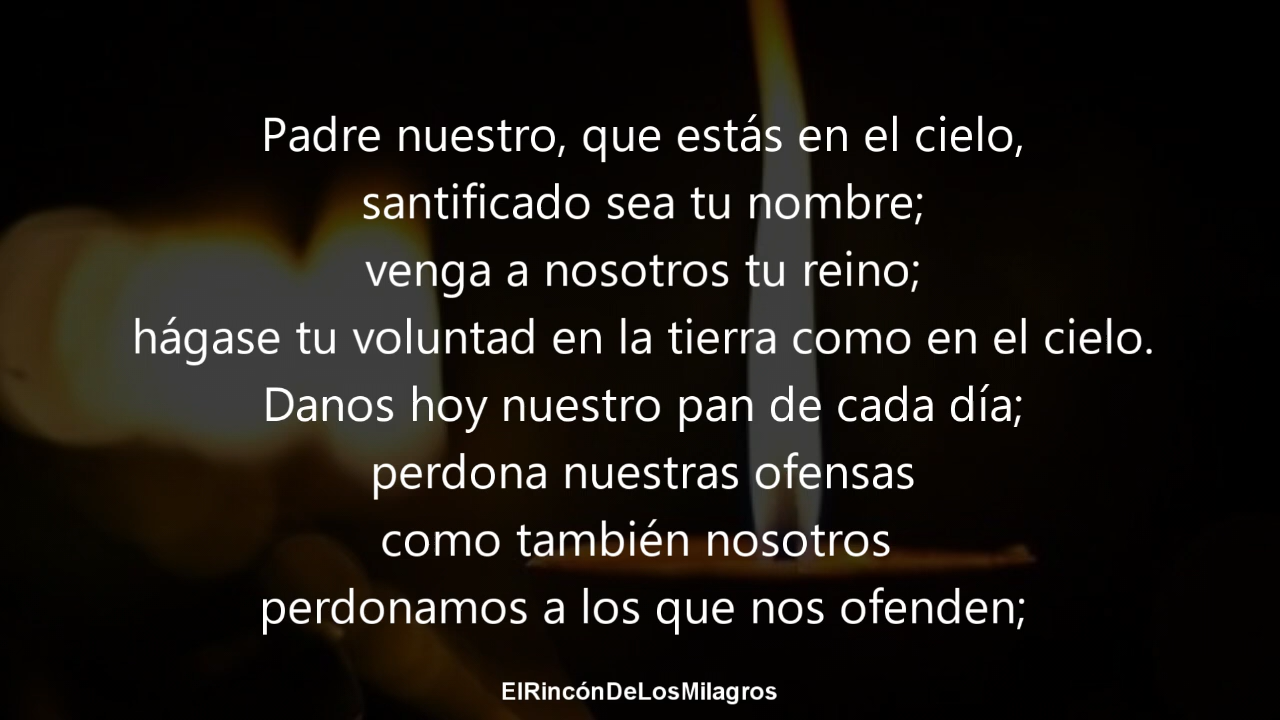 Padre nuestro, que estás en el cielo,
santificado sea tu nombre;
venga a nosotros tu reino;
hágase tu voluntad en la tierra como en el cielo.
Danos hoy nuestro pan de cada día;
perdona nuestras ofensas
como también nosotros
perdonamos a los que nos ofenden;
ElRincónDeLosMilagros